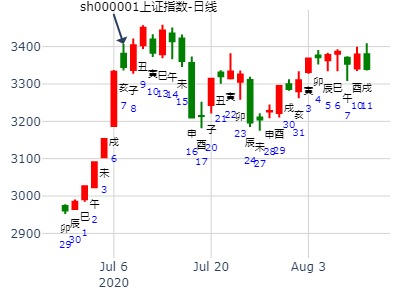 sh000001上证指数-日线
3400
3300
3200
3100
3000
2900
卯
29
辰
30
巳
1
午
2
未
3
戌
6
亥
7
子
8
丑
9
寅
10
巳
13
午
14
未
15
申
16
酉
17
子
20
丑
21
寅
22
卯
23
辰
24
未
27
申
28
酉
29
戌
30
亥
31
寅
3
卯
4
辰
5
巳
6
午
7
酉
10
戌
11
Jul 6
2020
Jul 20
Aug 3